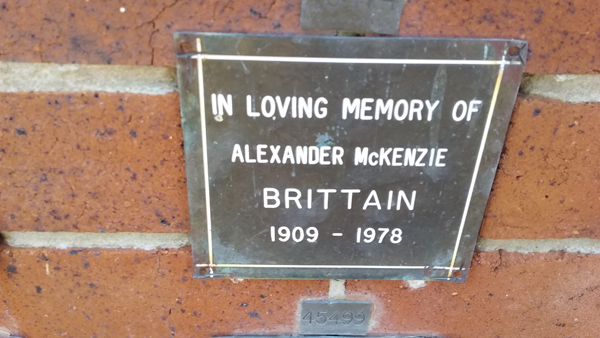 IN LOVING MEMORY OF
ALEXANDER McKENZIE
BRITTAIN
1909 - 1978
45499